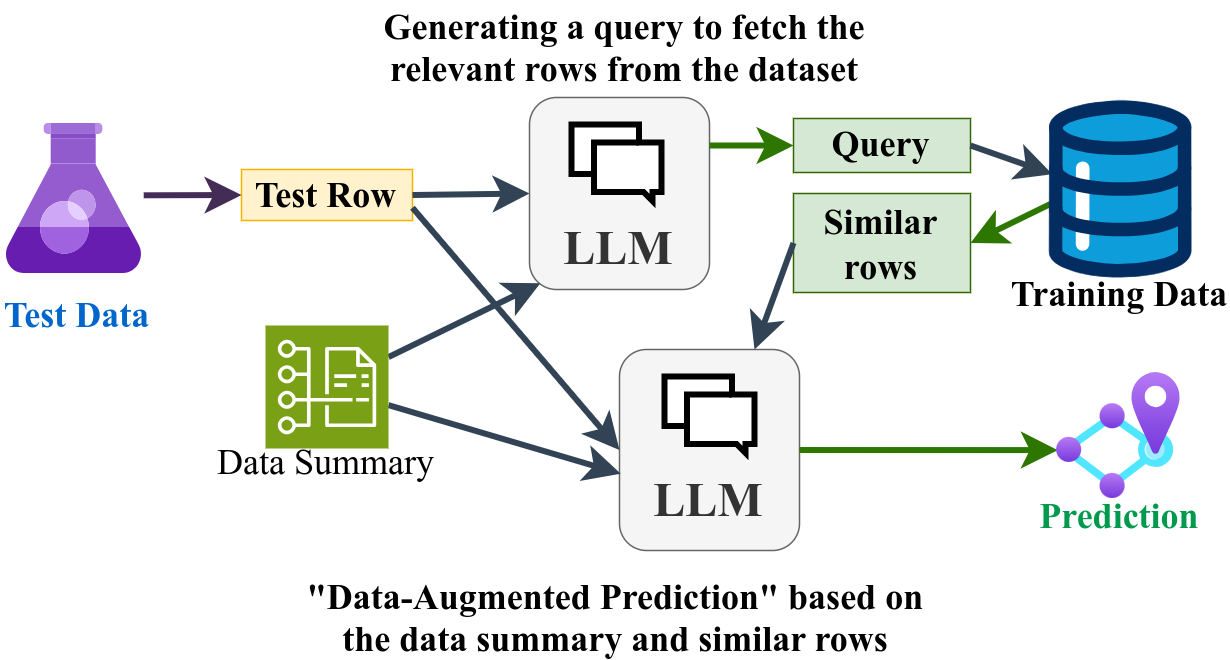 Generating a query to fetch the
relevant rows from the dataset
Test Data
Test Row
LLM
Query
Similar
rows
Training Data
Data Summary
LLM
Prediction
"Data-Augmented Prediction" based on
the data summary and similar rows